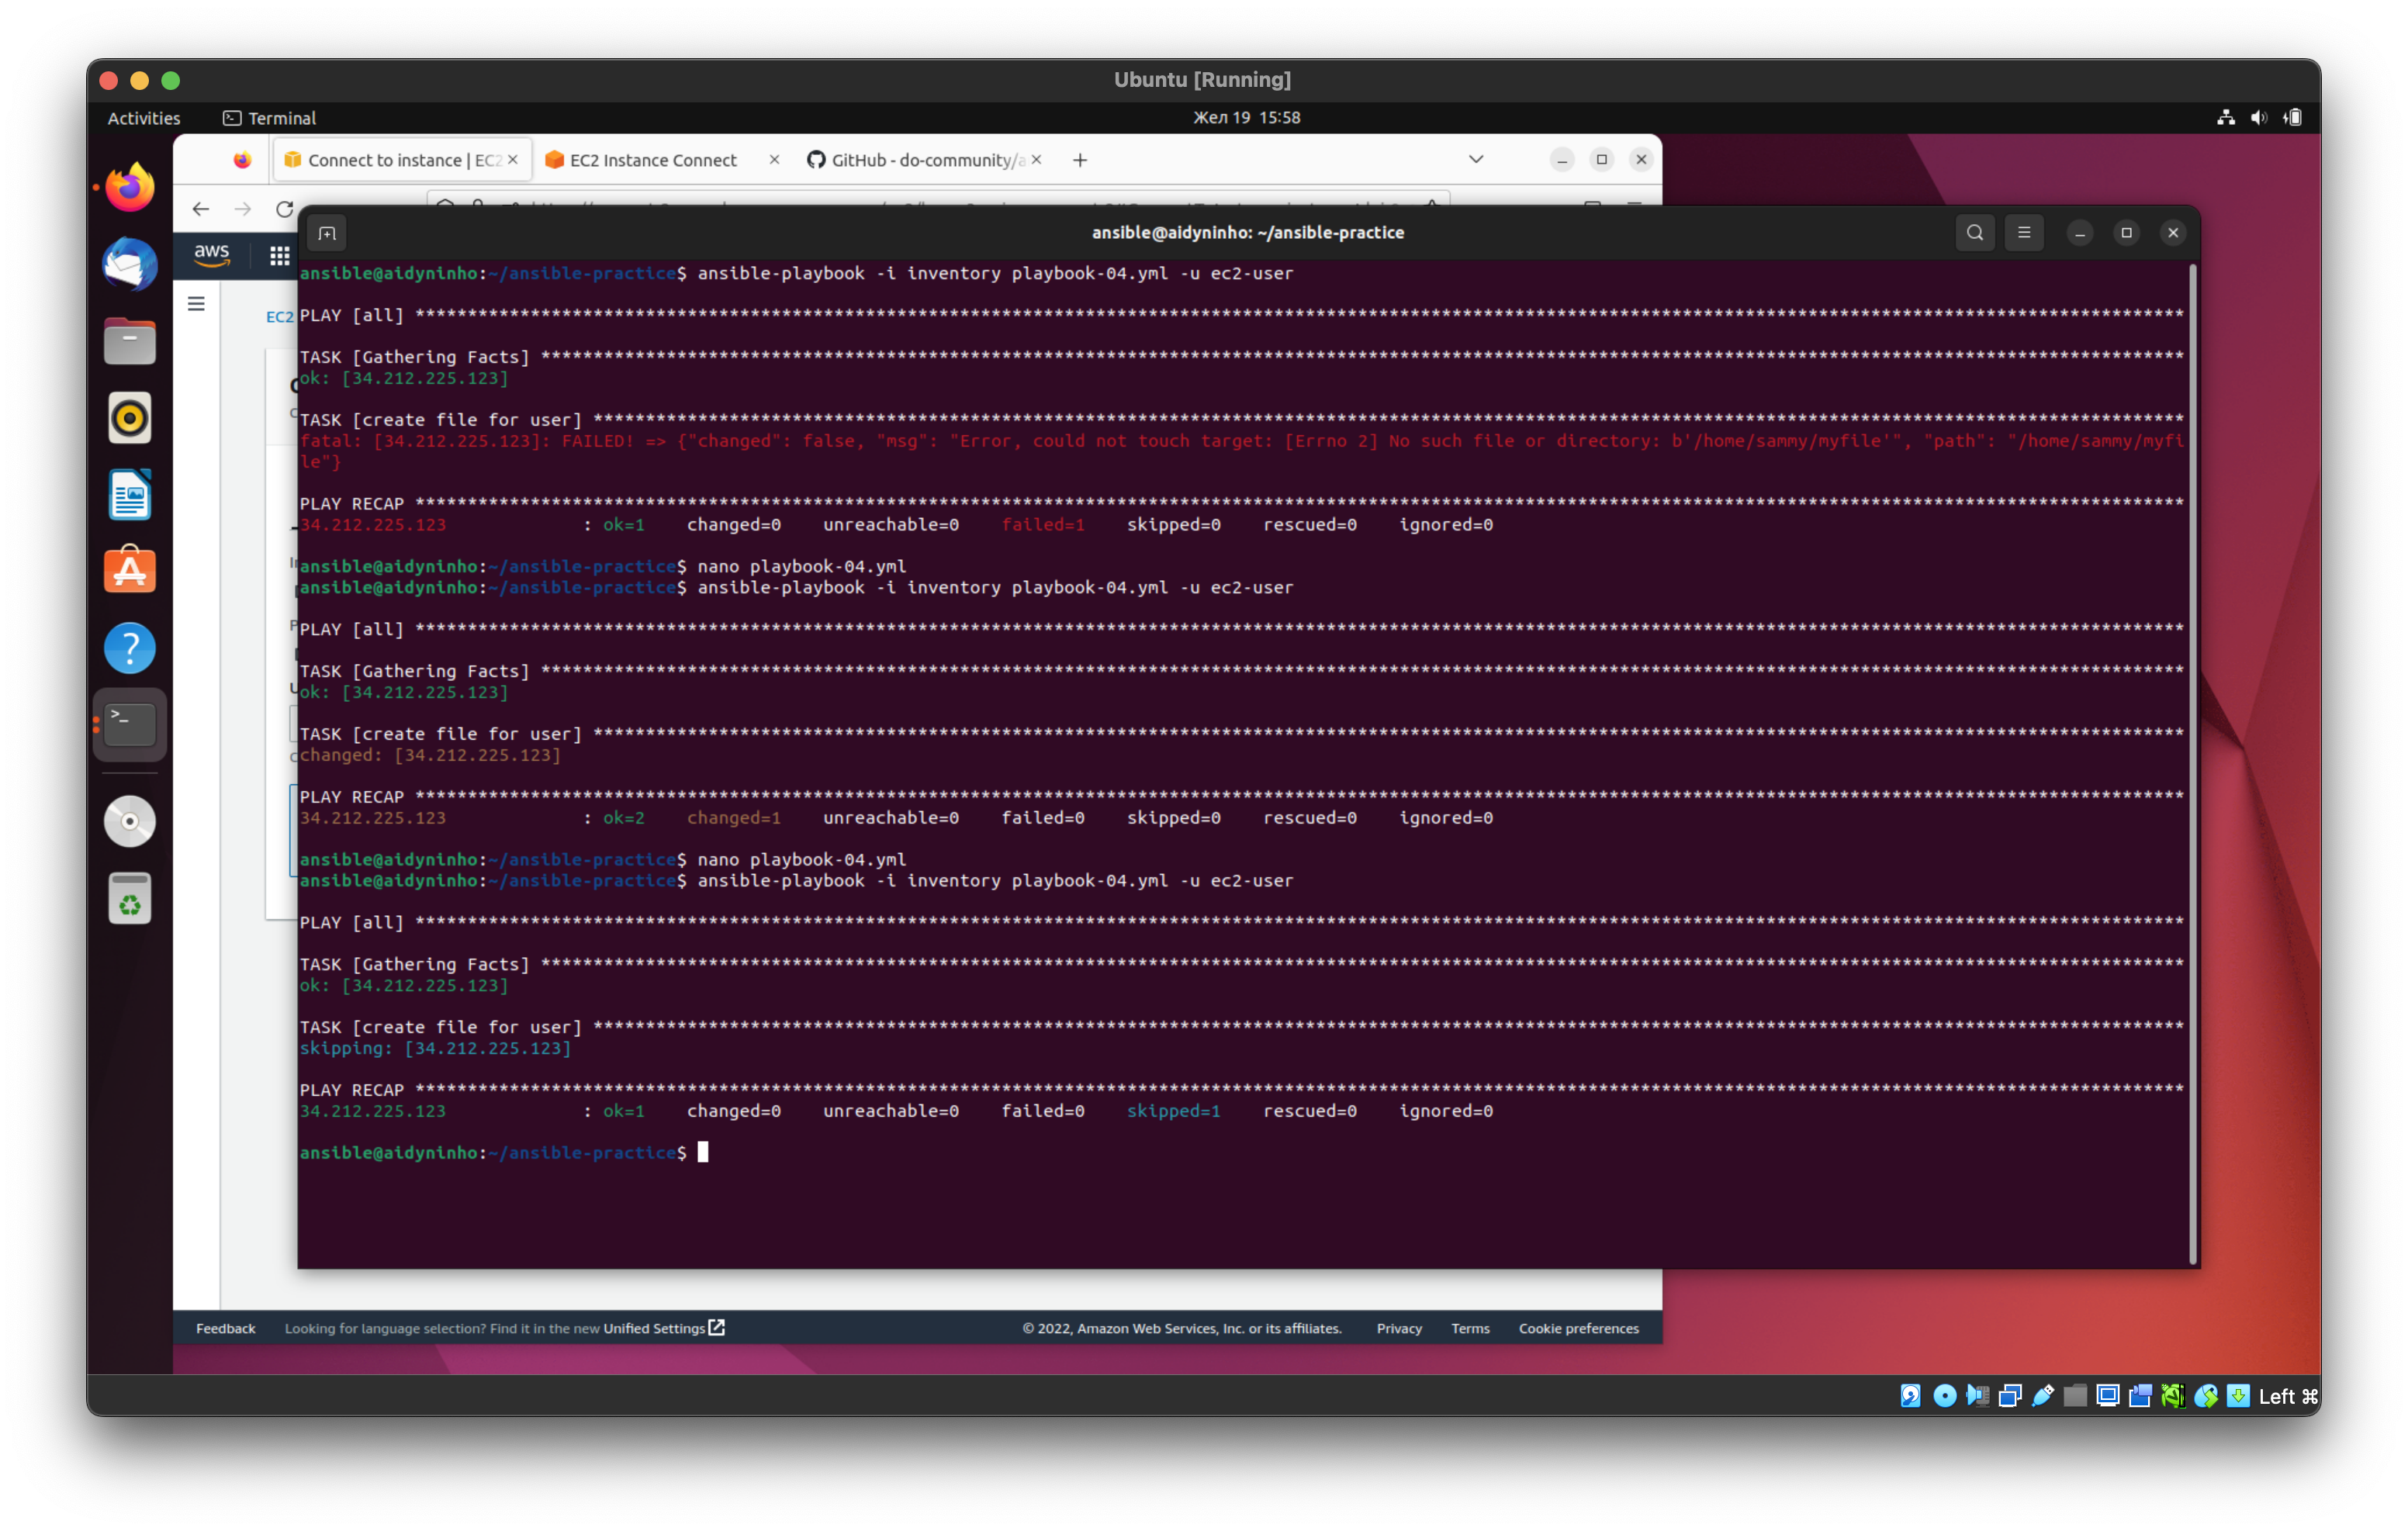 Ubuntu [Running]
Activities
Terminal
Жел 19 15:58
Connect to instance | EC2
EC2 Instance Connect
GitHub - do-community/a
aws
ansible@aidyninho: ~/ansible-practice
EC2
ansible@aidyninho:~/ansible-practice$ ansible-playbook -i inventory playbook-04.yml -u ec2-user
PLAY [all] ****************************************************************************************************************************************************************************
TASK [Gathering Facts] ****************************************************************************************************************************************************************
ok: [34.212.225.123]
TASK [create file for user] ***********************************************************************************************************************************************************
fatal: [34.212.225.123]: FAILED! => {"changed": false, "msg": "Error, could not touch target: [Errno 2] No such file or directory: b'/home/sammy/myfile'", "path": "/home/sammy/myfi
le"}
PLAY RECAP ****************************************************************************************************************************************************************************
34.212.225.123             : ok=1    changed=0    unreachable=0    failed=1    skipped=0    rescued=0    ignored=0
ansible@aidyninho:~/ansible-practice$ nano playbook-04.yml
ansible@aidyninho:~/ansible-practice$ ansible-playbook -i inventory playbook-04.yml -u ec2-user
PLAY [all] ****************************************************************************************************************************************************************************
TASK [Gathering Facts] ****************************************************************************************************************************************************************
ok: [34.212.225.123]
TASK [create file for user] ***********************************************************************************************************************************************************
changed: [34.212.225.123]
PLAY RECAP ****************************************************************************************************************************************************************************
34.212.225.123             : ok=2    changed=1    unreachable=0    failed=0    skipped=0    rescued=0    ignored=0
ansible@aidyninho:~/ansible-practice$ nano playbook-04.yml
ansible@aidyninho:~/ansible-practice$ ansible-playbook -i inventory playbook-04.yml -u ec2-user
PLAY [all] ****************************************************************************************************************************************************************************
TASK [Gathering Facts] ****************************************************************************************************************************************************************
ok: [34.212.225.123]
TASK [create file for user] ***********************************************************************************************************************************************************
skipping: [34.212.225.123]
PLAY RECAP ****************************************************************************************************************************************************************************
34.212.225.123             : ok=1    changed=0    unreachable=0    failed=0    skipped=1    rescued=0    ignored=0
ansible@aidyninho:~/ansible-practice$
Feedback
Looking for language selection? Find it in the new Unified Settings
© 2022, Amazon Web Services, Inc. or its affiliates.
Privacy
Terms
Cookie preferences
Left ⌘